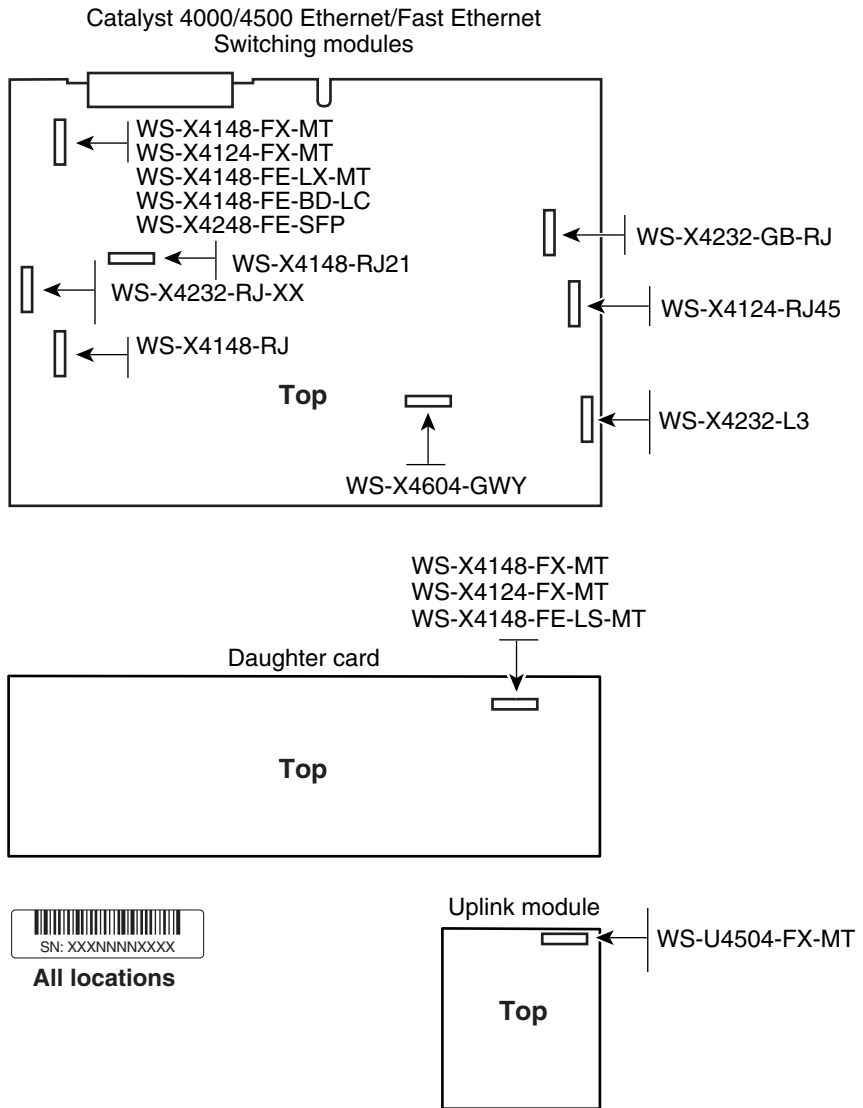 Catalyst 4000/4500 Ethernet/Fast Ethernet
Switching modules
WS-X4148-FX-MT
WS-X4124-FX-MT
WS-X4148-FE-LX-MT
WS-X4148-FE-BD-LC
WS-X4248-FE-SFP
WS-X4232-GB-RJ
WS-X4148-RJ21
WS-X4232-RJ-XX
WS-X4124-RJ45
WS-X4148-RJ
Top
WS-X4232-L3
WS-X4604-GWY
WS-X4148-FX-MT
WS-X4124-FX-MT
WS-X4148-FE-LS-MT
Daughter card
Top
Uplink module
SN: XXXNNNNXXXX
All locations
WS-U4504-FX-MT
Top